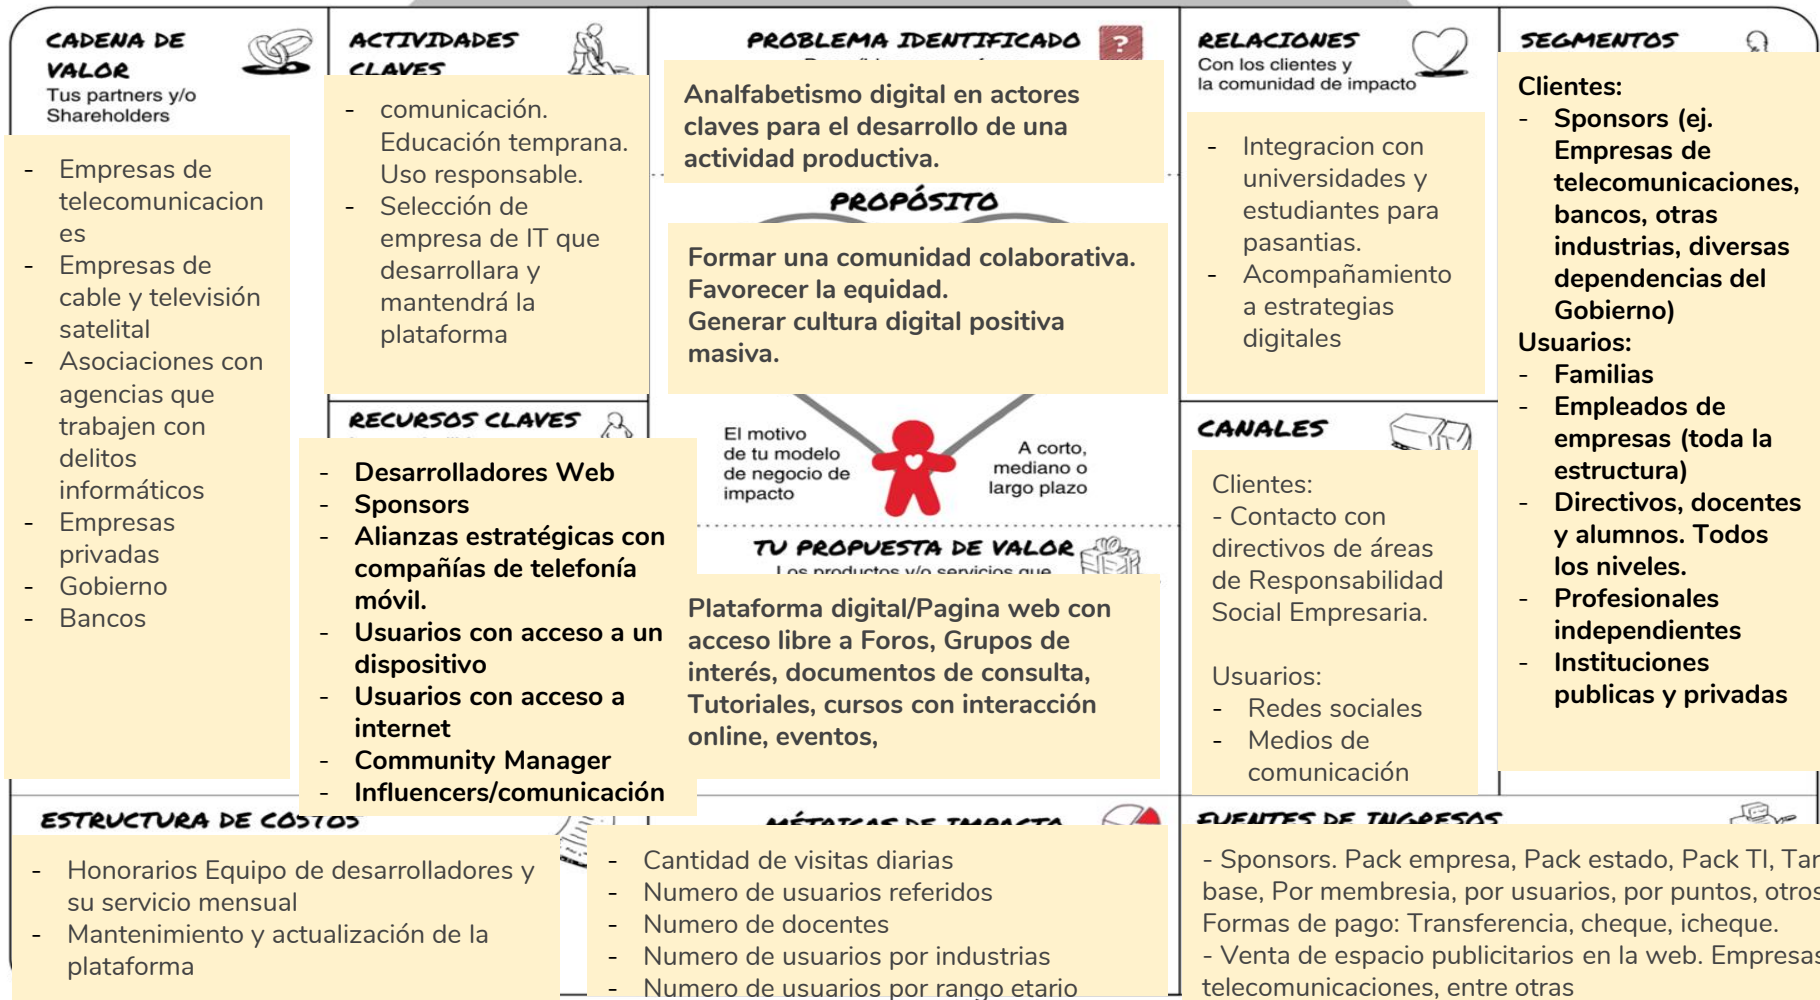 CADENA DE
VALOR
Tus partners y/o
Shareholders
- Empresas de
telecomunicacion
es
- Empresas de
cable y televisión
satelital
- Asociaciones con
agencias que
trabajen con
delitos
informáticos
- Empresas
privadas
- Gobierno
- Bancos
ACTIVIDADES
CLAVES
- comunicación.
Educación temprana.
Uso responsable.
- Selección de
empresa de IT que
desarrollara y
mantendrá la
plataforma
RECURSOS CLAVES
- Desarrolladores Web
- Sponsors
- Alianzas estratégicas con
compañías de telefonía
móvil.
- Usuarios con acceso a un
dispositivo
- Usuarios con acceso a
internet
- Community Manager
- Influencers/comunicación
PROBLEMA IDENTIFICADO
?
Analfabetismo digital en actores
claves para el desarrollo de una
actividad productiva.
PROPÓSITO
Formar una comunidad colaborativa.
Favorecer la equidad.
Generar cultura digital positiva
masiva.
El motivo
de tu modelo
de negocio de
impacto
A corto,
mediano o
largo plazo
TU PROPUESTA DE VALOR
Los productos y/o servicios que
Plataforma digital/Pagina web con
acceso libre a Foros, Grupos de
interés, documentos de consulta,
Tutoriales, cursos con interacción
online, eventos,
RELACIONES
Con los clientes y
la comunidad de impacto
- Integracion con
universidades y
estudiantes para
pasantias.
- Acompañamiento
a estrategias
digitales
CANALES
Clientes:
- Contacto con
directivos de áreas
de Responsabilidad
Social Empresaria.
Usuarios:
- Redes sociales
- Medios de
comunicación
SEGMENTOS
Clientes:
- Sponsors (ej.
Empresas de
telecomunicaciones,
bancos, otras
industrias, diversas
dependencias del
Gobierno)
Usuarios:
- Familias
- Empleados de
empresas (toda la
estructura)
- Directivos, docentes
y alumnos. Todos
los niveles.
- Profesionales
independientes
- Instituciones
publicas y privadas
ESTRUCTURA DE COSTOS
- Honorarios Equipo de desarrolladores y
su servicio mensual
- Mantenimiento y actualización de la
plataforma
MÉTRICAS DE IMPACTO
- Cantidad de visitas diarias
- Numero de usuarios referidos
- Numero de docentes
- Numero de usuarios por industrias
- Numero de usuarios por rango etario
FUENTES DE INGRESOS
- Sponsors. Pack empresa, Pack estado, Pack TI, Tar
base, Por membresia, por usuarios, por puntos, otros
Formas de pago: Transferencia, cheque, icheque.
- Venta de espacio publicitarios en la web. Empresas
telecomunicaciones, entre otras